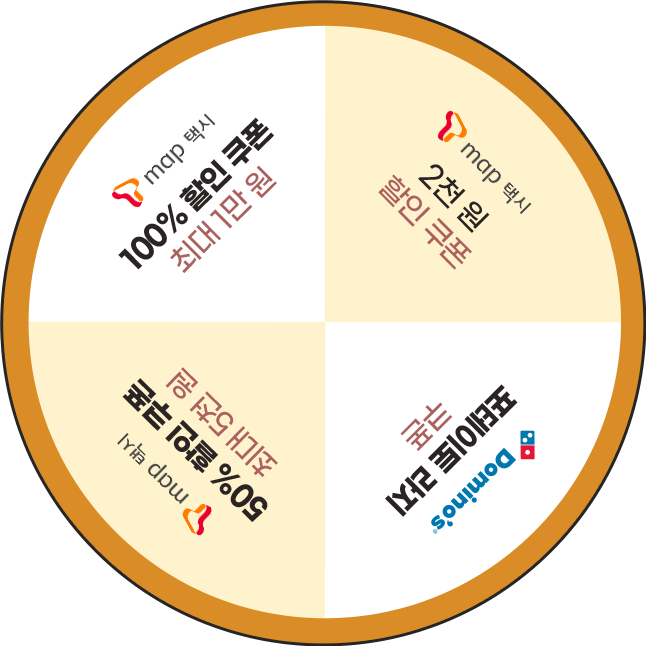 map 택시
100% 할인 쿠폰
최대 1만 원
map 택시
2천 원
할인 쿠폰
Domino's®
포테이토 라지
쿠폰
map 택시
50% 할인 쿠폰
최대 5천 원